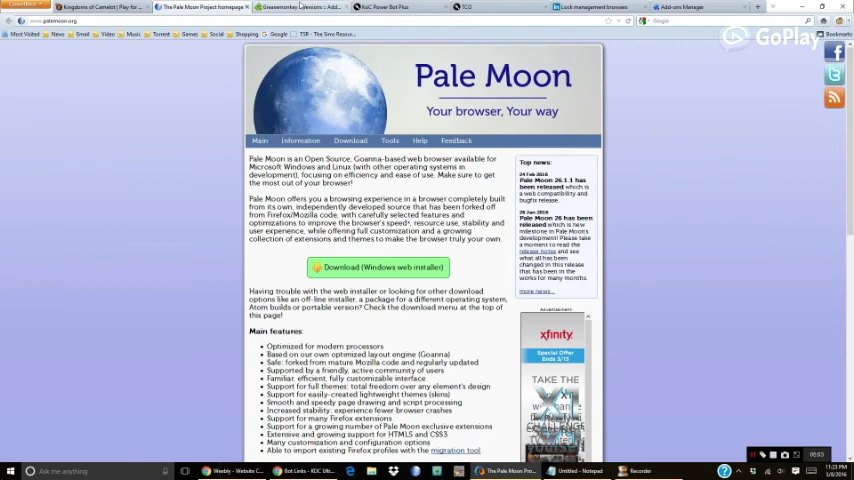 Kingdoms of Camelot | Play for ...
The Pale Moon Project homepage
Greasemonkey :: Versions :: Add...
KoC Power Bot Plus
TCO
Lock management browsers
Add-ons Manager
www.palemoon.org
Most Visited
News
Email
Video
Music
Torrent
Games
Social
Shopping
Google
TSR - The Sims Resour...
Bookmarks
GoPlay
Pale Moon
Your browser, Your way
Main Information Download Tools Help Feedback
Pale Moon is an Open Source, Goanna-based web browser available for
Microsoft Windows and Linux (with other operating systems in
development), focusing on efficiency and ease of use. Make sure to get
the most out of your browser!
Pale Moon offers you a browsing experience in a browser completely built
from its own, independently developed source that has been forked off
from Firefox/Mozilla code, with carefully selected features and
optimizations to improve the browser's speed*, resource use, stability and
user experience, while offering full customization and a growing
collection of extensions and themes to make the browser truly your own.
Download (Windows web installer)
Having trouble with the web installer or looking for other download
options like an off-line installer, a package for a different operating system,
Atom builds or portable version? Check the download menu at the top of
this page!
Main features:
Optimized for modern processors
Based on our own optimized layout engine (Goanna)
Safe: forked from mature Mozilla code and regularly updated
Supported by a friendly, active community of users
Familiar, efficient, fully customizable interface
Support for full themes: total freedom over any element's design
Support for easily-created lightweight themes (skins)
Smooth and speedy page drawing and script processing
Increased stability: experience fewer browser crashes
Support for many Firefox extensions
Support for a growing number of Pale Moon exclusive extensions
Extensive and growing support for HTML5 and CSS3
Many customization and configuration options
Able to import existing Firefox profiles with the migration tool
Top news:
24 Feb 2016
Pale Moon 26.1.1 has
been released which is
a web compatibility and
bugfix release.
26 Jan 2016
Pale Moon 26 has been
released which is new
milestone in Pale Moon's
development! Please take
a moment to read the
release notes and see
what all has been
changed in this release
that has been in the
works for many months.
more news...
Advertisement:
xfinity
Special Offer
Ends 3/13
TAKE THE
X1
CHALLENGE
Ask me anything
Weebly - Website C...
Bot Links - KOC Ulti...
The Pale Moon Pro...
Untitled - Notepad
Recorder
05:03
11:23 PM
3/8/2016